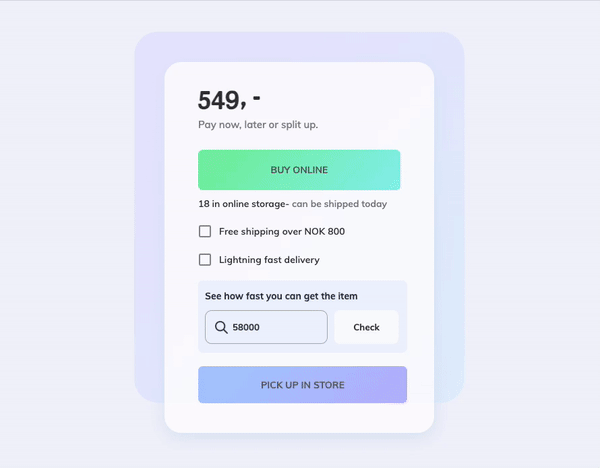 549, -
Pay now, later or split up.
BUY ONLINE
18 in online storage- can be shipped today
Free shipping over NOK 800
Lightning fast delivery
See how fast you can get the item
58000
Check
PICK UP IN STORE